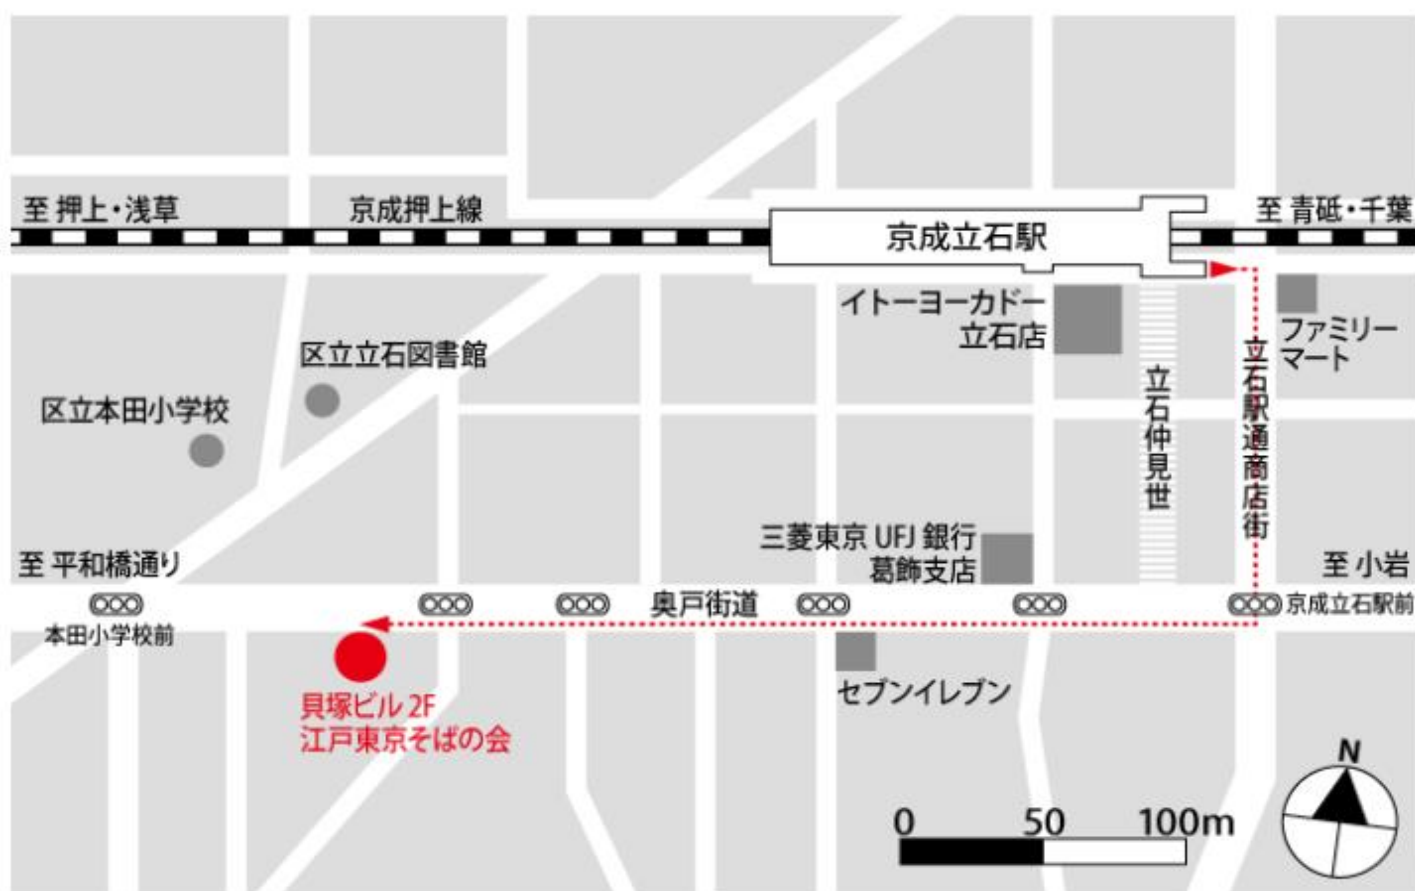 至 押上・浅草
京成押上線
京成立石駅
至 青砥・千葉
イトーヨーカドー
立石店
ファミリー
マート
区立立石図書館
区立本田小学校
立石仲見世
立石駅通商店街
三菱東京 UFJ 銀行
葛飾支店
至 平和橋通り
至 小岩
奥戸街道
京成立石駅前
本田小学校前
セブンイレブン
貝塚ビル 2F
江戸東京そばの会
N
0 50 100m